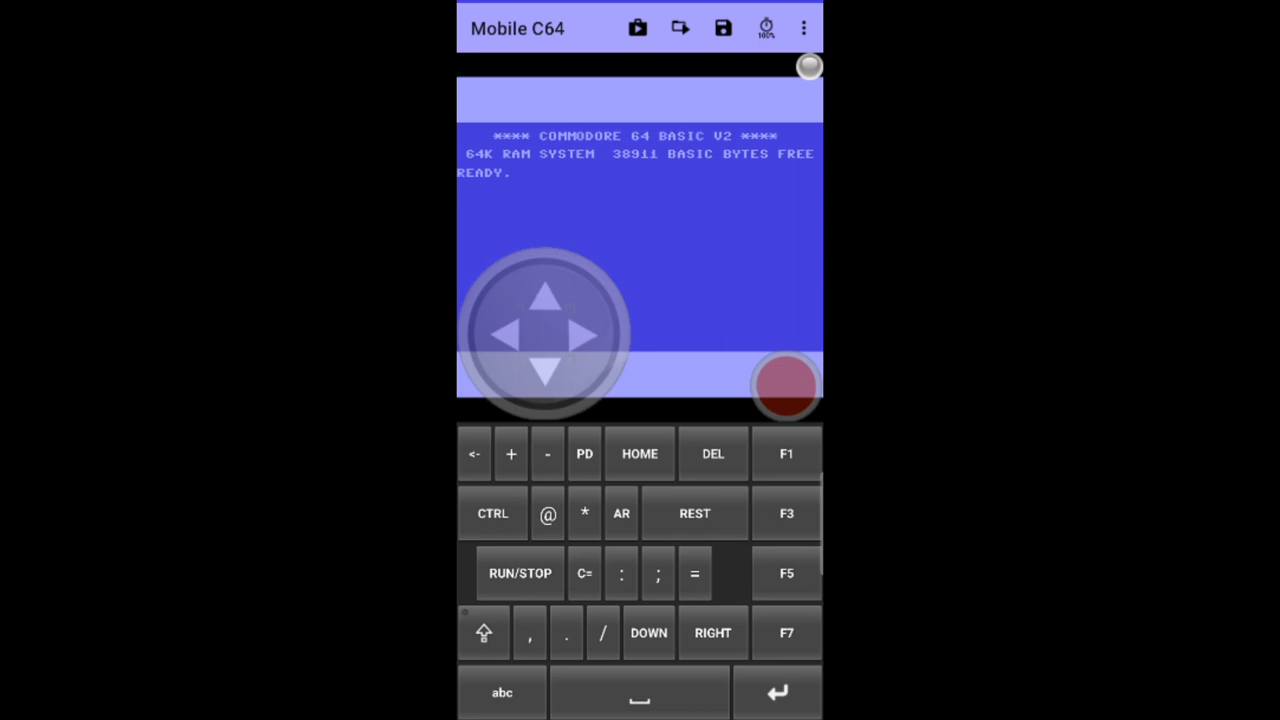 Mobile C64
100%
**** COMMODORE 64 BASIC V2 ****
64K RAM SYSTEM  38911 BASIC BYTES FREE
READY.
<- + - PD HOME DEL F1
CTRL @ * AR REST F3
RUN/STOP C= : ; = F5
, . / DOWN RIGHT F7
abc